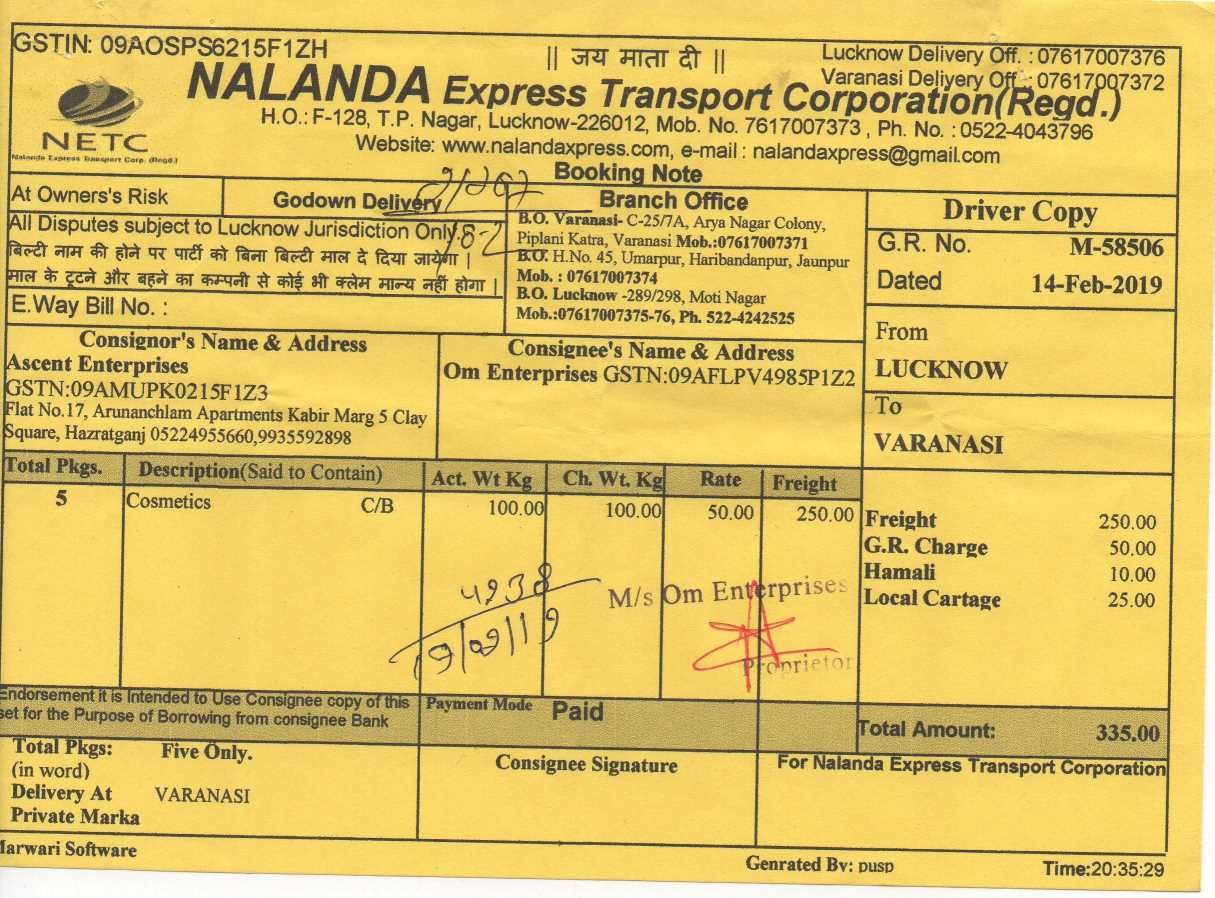 GSTIN: 09AOSPS6215F1ZH
|| जय माता दी ||
Lucknow Delivery Off. : 07617007376
Varanasi Delivery Off. : 07617007372
NALANDA Express Transport Corporation(Regd.)
NETC
Nalanda Express Transport Corp. (Regd.)
H.O.: F-128, T.P. Nagar, Lucknow-226012, Mob. No. 7617007373 , Ph. No. : 0522-4043796
Website: www.nalandaxpress.com, e-mail : nalandaxpress@gmail.com
Booking Note
At Owners's Risk
Godown Delivery
All Disputes subject to Lucknow Jurisdiction Only.
बिल्टी नाम की होने पर पार्टी को बिना बिल्टी माल दे दिया जायेगा |
माल के टूटने और बहने का कम्पनी से कोई भी क्लेम मान्य नहीं होगा |
E.Way Bill No. :
Branch Office
B.O. Varanasi- C-25/7A, Arya Nagar Colony,
Piplani Katra, Varanasi Mob.:07617007371
B.O. H.No. 45, Umarpur, Haribandanpur, Jaunpur
Mob. : 07617007374
B.O. Lucknow -289/298, Moti Nagar
Mob.:07617007375-76, Ph. 522-4242525
Driver Copy
G.R. No. M-58506
Dated 14-Feb-2019
From
LUCKNOW
To
VARANASI
Consignor's Name & Address
Ascent Enterprises
GSTN:09AMUPK0215F1Z3
Flat No.17, Arunanchlam Apartments Kabir Marg 5 Clay
Square, Hazratganj 05224955660,9935592898
Consignee's Name & Address
Om Enterprises GSTN:09AFLPV4985P1Z2
Total Pkgs. Description(Said to Contain) Act. Wt Kg Ch. Wt. Kg Rate Freight
5 Cosmetics C/B 100.00 100.00 50.00 250.00
Freight 250.00
G.R. Charge 50.00
Hamali 10.00
Local Cartage 25.00
4938
19/02/19
M/s Om Enterprises
Proprietor
Endorsement it is Intended to Use Consignee copy of this
set for the Purpose of Borrowing from consignee Bank
Payment Mode Paid
Total Amount: 335.00
Total Pkgs: Five Only.
(in word)
Delivery At VARANASI
Private Marka
Consignee Signature
For Nalanda Express Transport Corporation
Marwari Software
Genrated By: pusp
Time:20:35:29